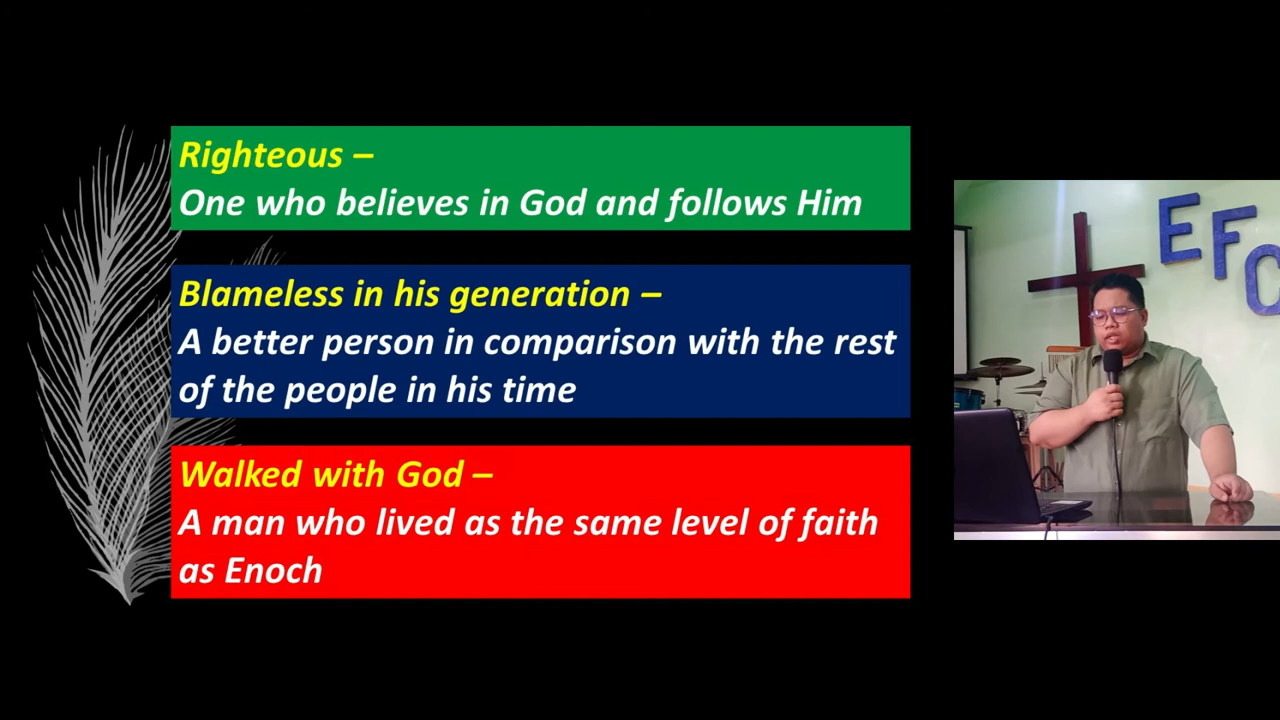 Righteous –
One who believes in God and follows Him
Blameless in his generation –
A better person in comparison with the rest
of the people in his time
Walked with God –
A man who lived as the same level of faith
as Enoch
EFC